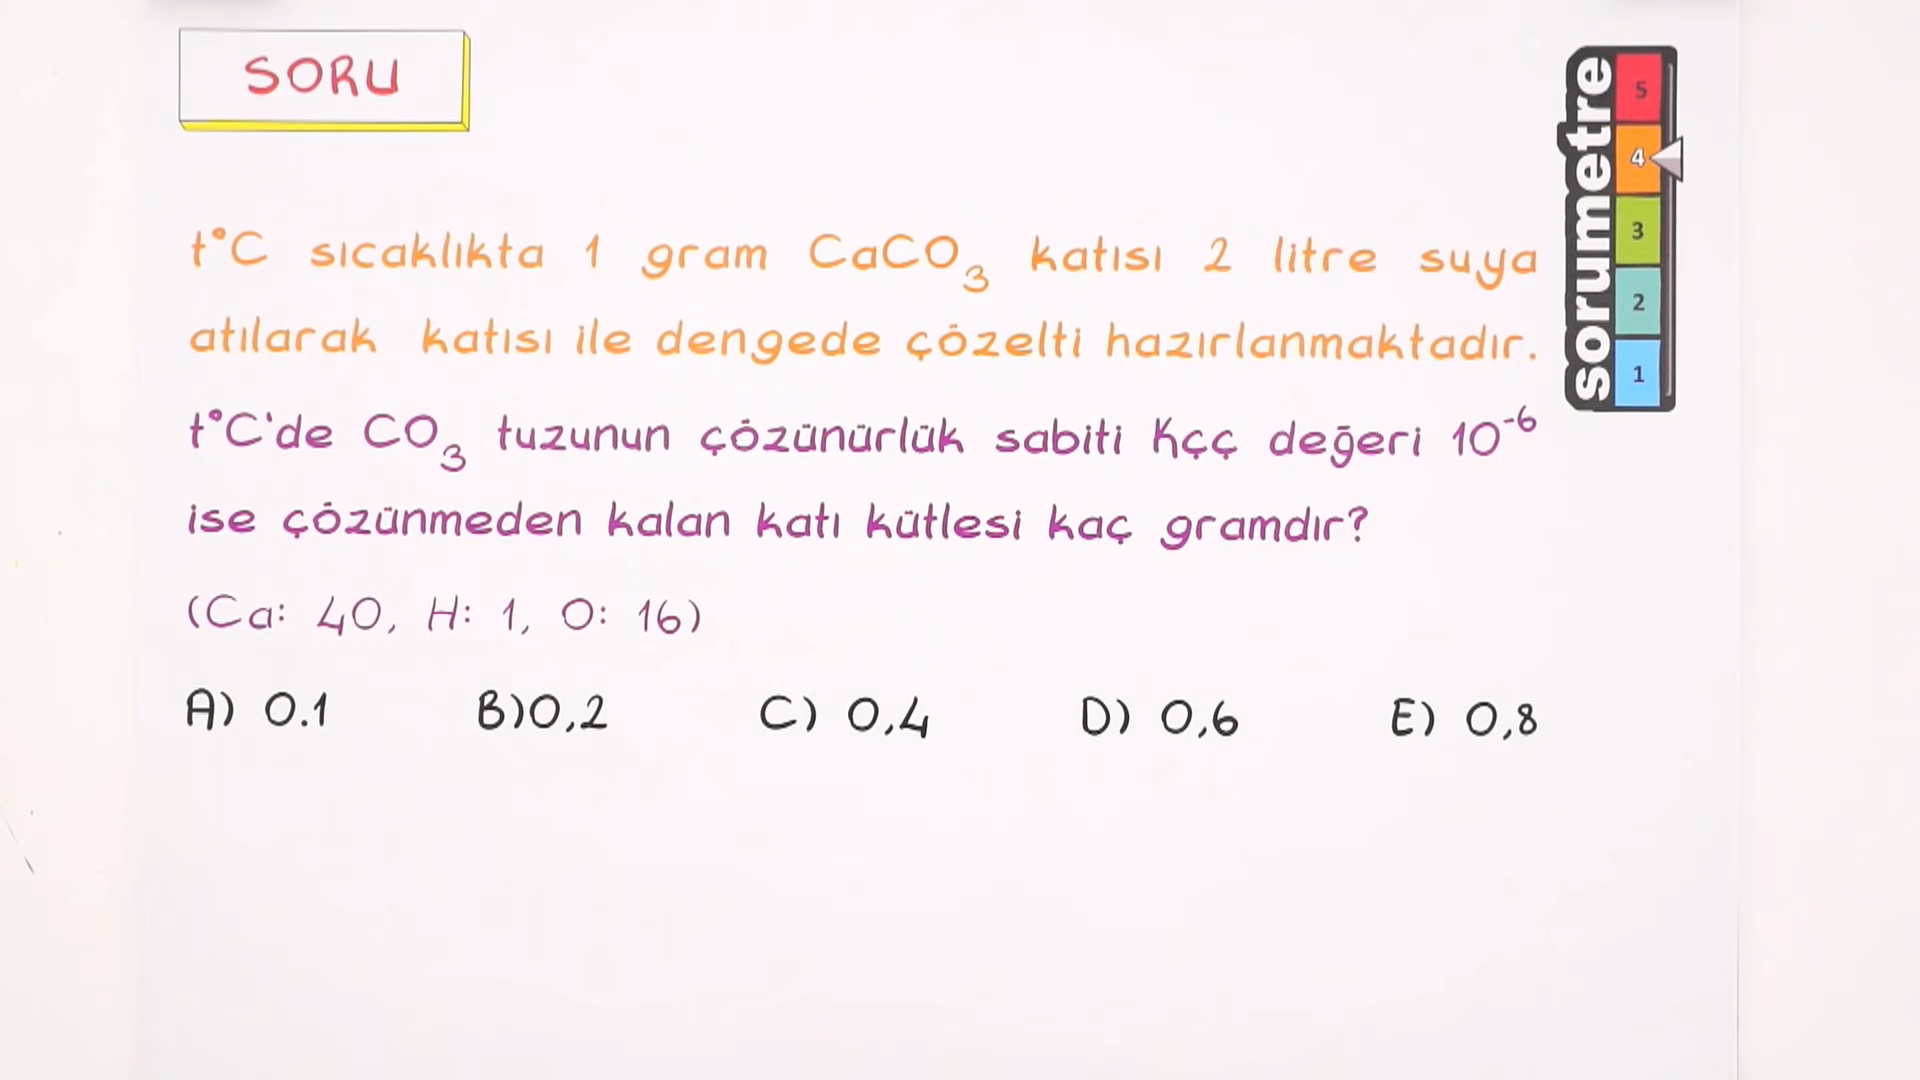 SORU
sorumetre
5
4
3
2
1
t°C sıcaklıkta 1 gram CaCO₃ katısı 2 litre suya
atılarak katısı ile dengede çözelti hazırlanmaktadır.
t°C'de CO₃ tuzunun çözünürlük sabiti Kçç değeri 10⁻⁶
ise çözünmeden kalan katı kütlesi kaç gramdır?
(Ca: 40, H: 1, O: 16)
A) 0.1 B)0,2 C) 0,4 D) 0,6 E) 0,8